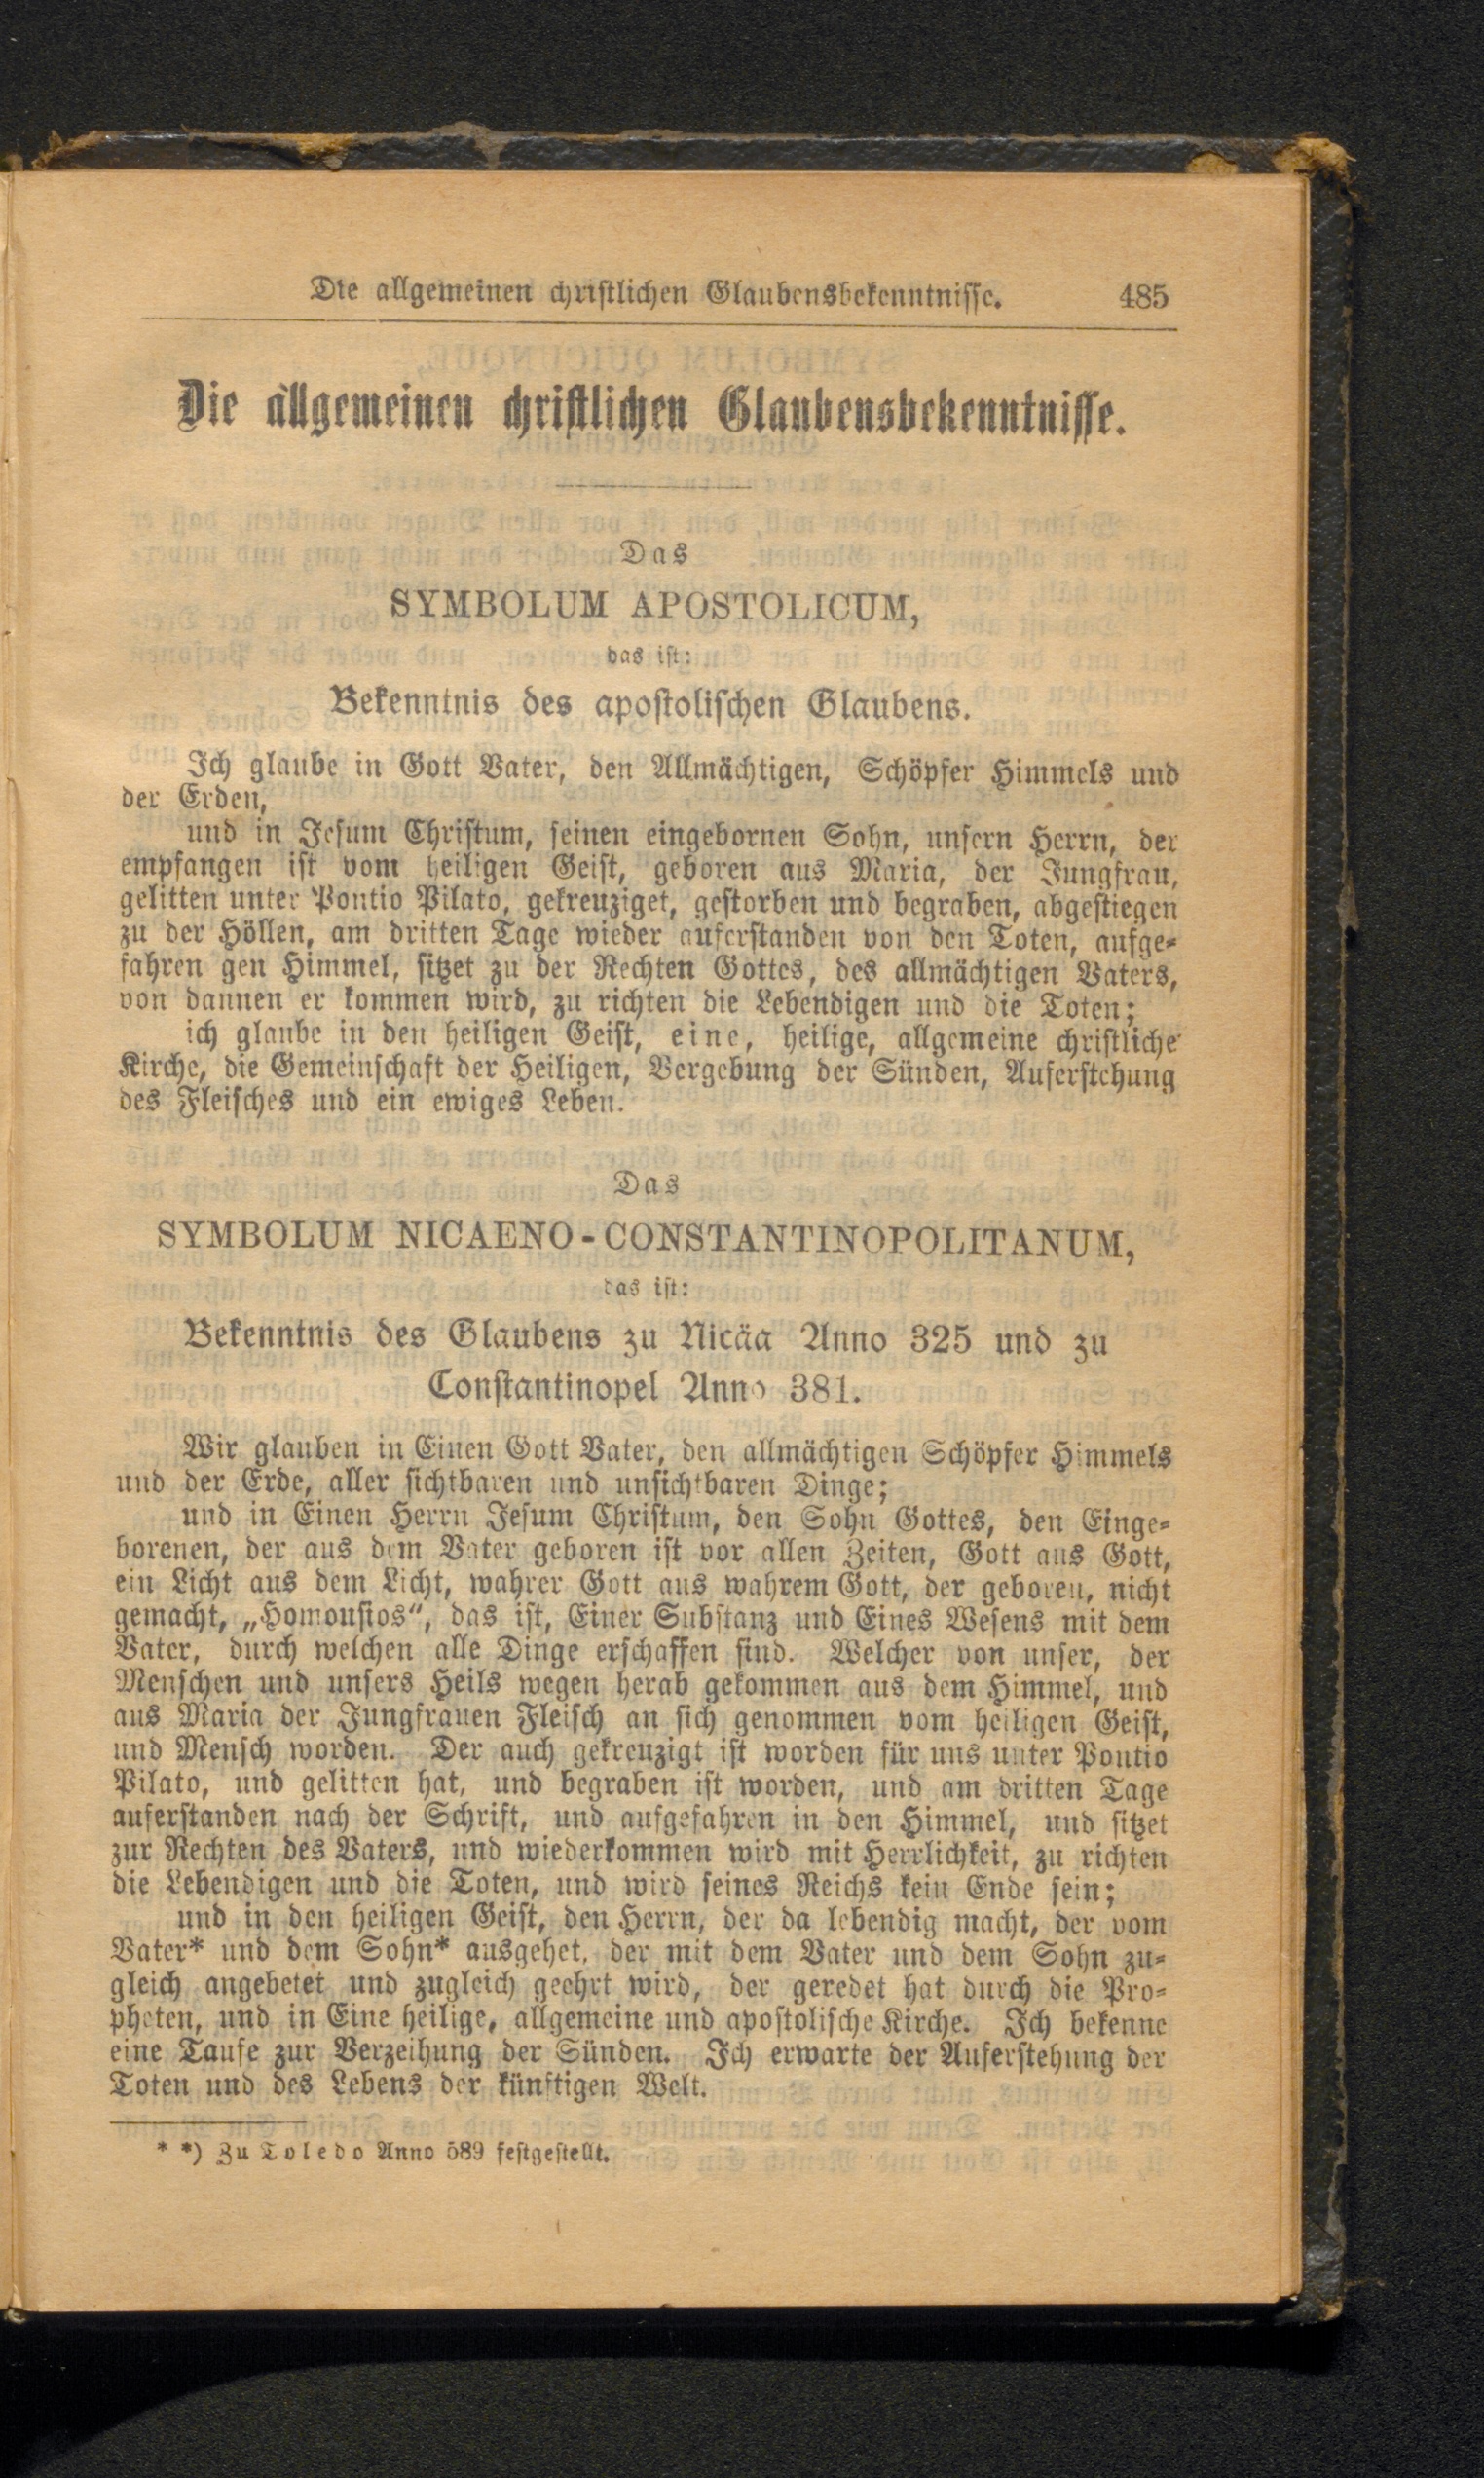 Die allgemeinen christlichen Glaubensbekenntnisse. 485
Die allgemeinen christlichen Glaubensbekenntnisse.
Das
SYMBOLUM APOSTOLICUM,
das ist:
Bekenntnis des apostolischen Glaubens.
Ich glaube in Gott Vater, den Allmächtigen, Schöpfer Himmels und
der Erden,
und in Jesum Christum, seinen eingebornen Sohn, unsern Herrn, der
empfangen ist vom heiligen Geist, geboren aus Maria, der Jungfrau,
gelitten unter Pontio Pilato, gekreuziget, gestorben und begraben, abgestiegen
zu der Höllen, am dritten Tage wieder auferstanden von den Toten, aufge-
fahren gen Himmel, sitzet zu der Rechten Gottes, des allmächtigen Vaters,
von dannen er kommen wird, zu richten die Lebendigen und die Toten;
ich glaube in den heiligen Geist, eine, heilige, allgemeine christliche
Kirche, die Gemeinschaft der Heiligen, Vergebung der Sünden, Auferstehung
des Fleisches und ein ewiges Leben.
Das
SYMBOLUM NICAENO-CONSTANTINOPOLITANUM,
das ist:
Bekenntnis des Glaubens zu Nicäa Anno 325 und zu
Constantinopel Anno 381.
Wir glauben in Einen Gott Vater, den allmächtigen Schöpfer Himmels
und der Erde, aller sichtbaren und unsichtbaren Dinge;
und in Einen Herrn Jesum Christum, den Sohn Gottes, den Einge-
borenen, der aus dem Vater geboren ist vor allen Zeiten, Gott aus Gott,
ein Licht aus dem Licht, wahrer Gott aus wahrem Gott, der geboren, nicht
gemacht, „Homousios“, das ist, Einer Substanz und Eines Wesens mit dem
Vater, durch welchen alle Dinge erschaffen sind. Welcher von unser, der
Menschen und unsers Heils wegen herab gekommen aus dem Himmel, und
aus Maria der Jungfrauen Fleisch an sich genommen vom heiligen Geist,
und Mensch worden. Der auch gekreuzigt ist worden für uns unter Pontio
Pilato, und gelitten hat, und begraben ist worden, und am dritten Tage
auferstanden nach der Schrift, und aufgefahren in den Himmel, und sitzet
zur Rechten des Vaters, und wiederkommen wird mit Herrlichkeit, zu richten
die Lebendigen und die Toten, und wird seines Reichs kein Ende sein;
und in den heiligen Geist, den Herrn, der da lebendig macht, der vom
Vater* und dem Sohn* ausgehet, der mit dem Vater und dem Sohn zu-
gleich angebetet und zugleich geehrt wird, der geredet hat durch die Pro-
pheten, und in Eine heilige, allgemeine und apostolische Kirche. Ich bekenne
eine Taufe zur Verzeihung der Sünden. Ich erwarte der Auferstehung der
Toten und des Lebens der künftigen Welt.
* *) Zu Toledo Anno 589 festgestellt.